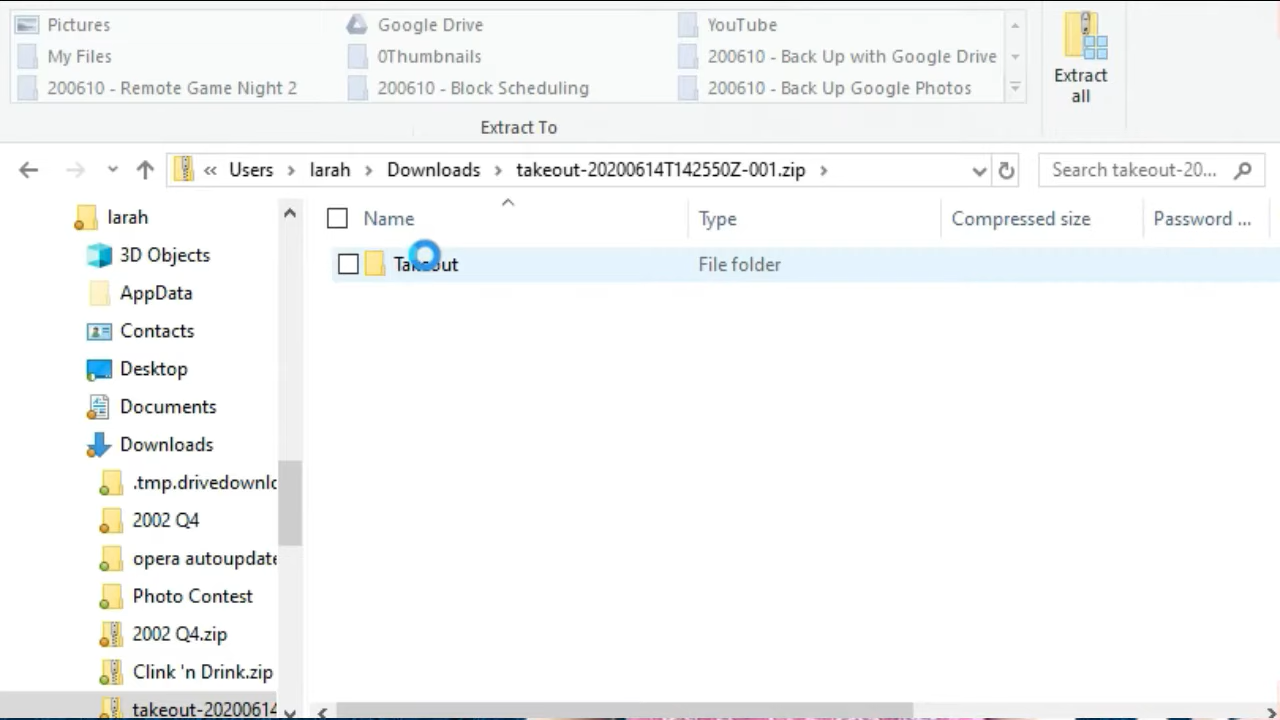 Pictures
Google Drive
YouTube
My Files
0Thumbnails
200610 - Back Up with Google Drive
200610 - Remote Game Night 2
200610 - Block Scheduling
200610 - Back Up Google Photos
Extract
all
Extract To
« Users > larah > Downloads > takeout-20200614T142550Z-001.zip >
Search takeout-20...
Name
Type
Compressed size
Password ...
Takeout
File folder
larah
3D Objects
AppData
Contacts
Desktop
Documents
Downloads
.tmp.drivedownlo
2002 Q4
opera autoupdate
Photo Contest
2002 Q4.zip
Clink 'n Drink.zip
takeout-20200614